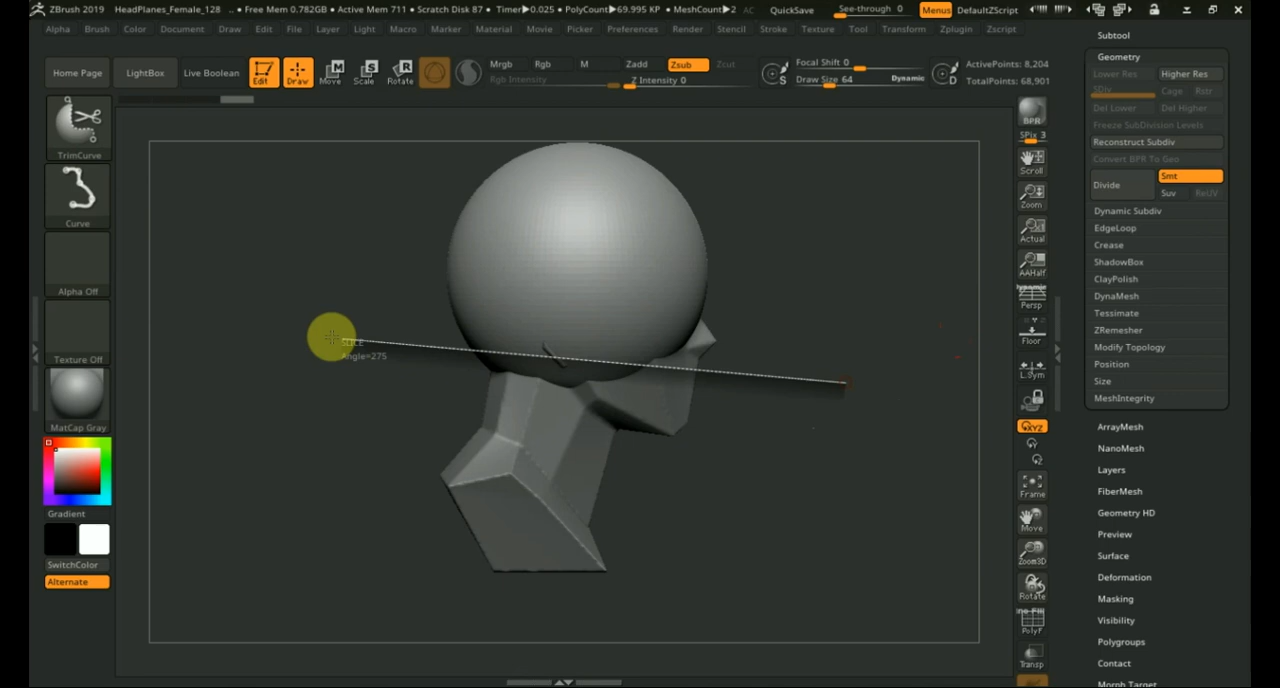 ZBrush 2019 HeadPlanes_Female_128 .. • Free Mem 0.782GB • Active Mem 711 • Scratch Disk 87 • Timer▶0.025 • PolyCount▶69.995 KP • MeshCount▶2 AC QuickSave See-through 0 Menus DefaultZScript
Alpha Brush Color Document Draw Edit File Layer Light Macro Marker Material Movie Picker Preferences Render Stencil Stroke Texture Tool Transform Zplugin Zscript
Home Page LightBox Live Boolean Edit Draw Move Scale Rotate
Mrgb Rgb M Zadd Zsub Zcut
Rgb Intensity Z Intensity 0
Focal Shift 0
Draw Size 64 Dynamic
S D
ActivePoints: 8,204
TotalPoints: 68,901
TrimCurve
Curve
Alpha Off
Texture Off
MatCap Gray
Gradient
SwitchColor
Alternate
SLICE
Angle=275
BPR
SPix 3
Scroll
Zoom
Actual
AAHalf
Dynamic
Persp
Floor
L.Sym
XYZ
Y
Z
Frame
Move
Zoom3D
Rotate
Line Fill
PolyF
Transp
Subtool
Geometry
Lower Res Higher Res
SDiv Cage Rstr
Del Lower Del Higher
Freeze SubDivision Levels
Reconstruct Subdiv
Convert BPR To Geo
Divide Smt
Suv ReUV
Dynamic Subdiv
EdgeLoop
Crease
ShadowBox
ClayPolish
DynaMesh
Tessimate
ZRemesher
Modify Topology
Position
Size
MeshIntegrity
ArrayMesh
NanoMesh
Layers
FiberMesh
Geometry HD
Preview
Surface
Deformation
Masking
Visibility
Polygroups
Contact
Morph Target